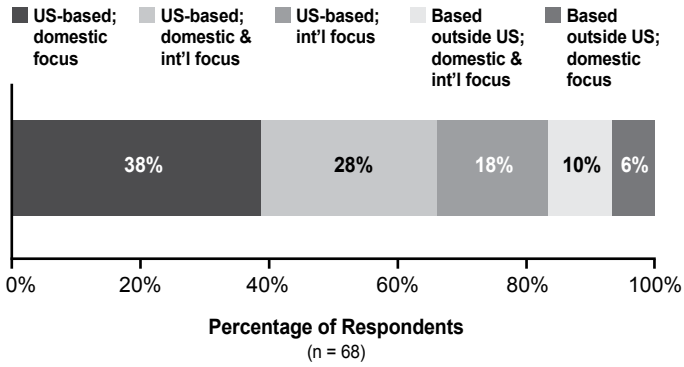 US-based;
domestic
focus
US-based;
domestic &
int'l focus
US-based;
int'l focus
Based
outside US;
domestic &
int'l focus
Based
outside US;
domestic
focus
38%
28%
18%
10%
6%
0%
20%
40%
60%
80%
100%
Percentage of Respondents
(n = 68)